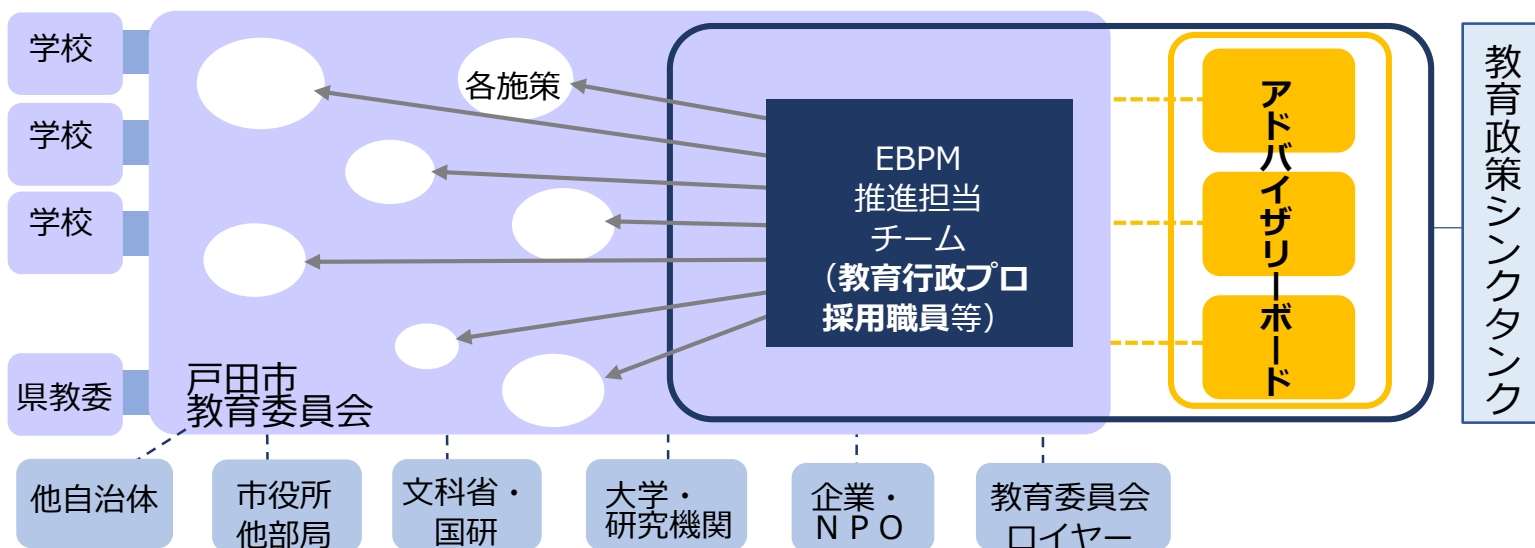 学校
学校
学校
県教委
各施策
戸田市
教育委員会
EBPM
推進担当
チーム
（教育行政プロ
採用職員等）
アドバイザリーボード
教育政策シンクタンク
他自治体
市役所
他部局
文科省・
国研
大学・
研究機関
企業・
ＮＰＯ
教育委員会
ロイヤー